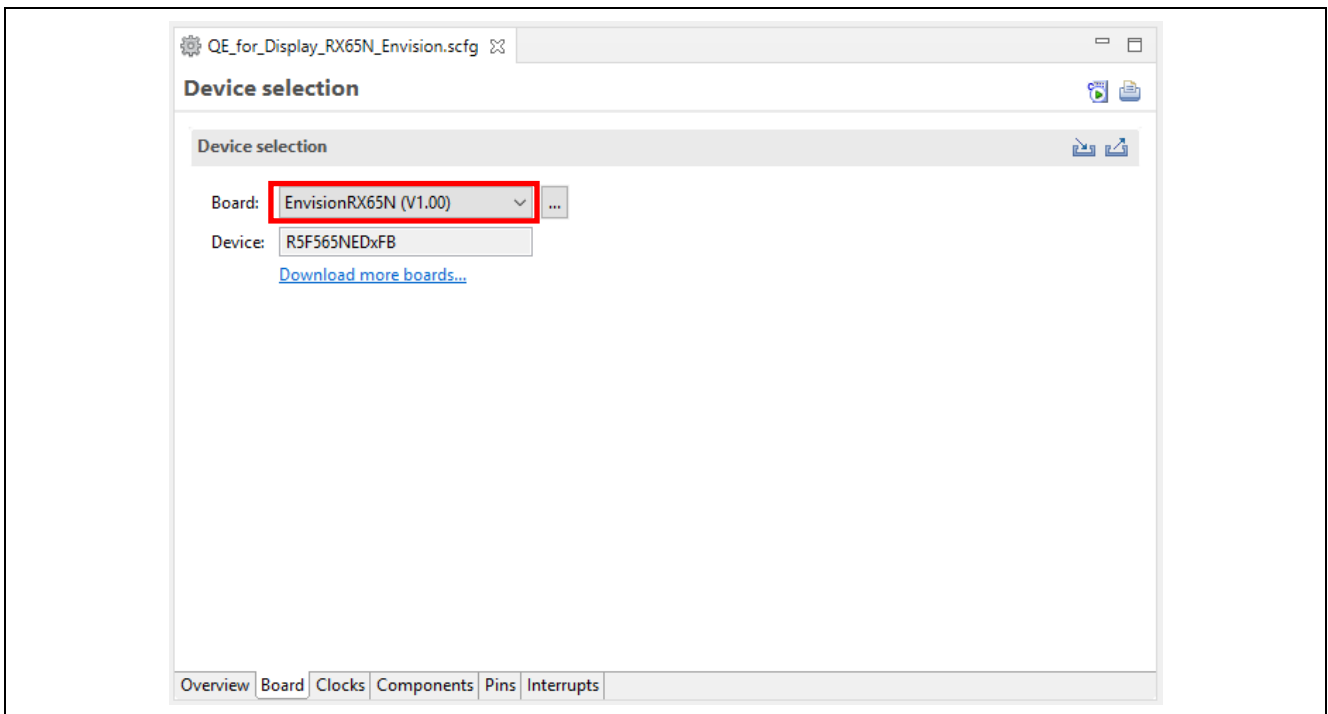 QE_for_Display_RX65N_Envision.scfg
Device selection
Device selection
Board: EnvisionRX65N (V1.00) ...
Device: R5F565NEDxFB
Download more boards...
Overview Board Clocks Components Pins Interrupts